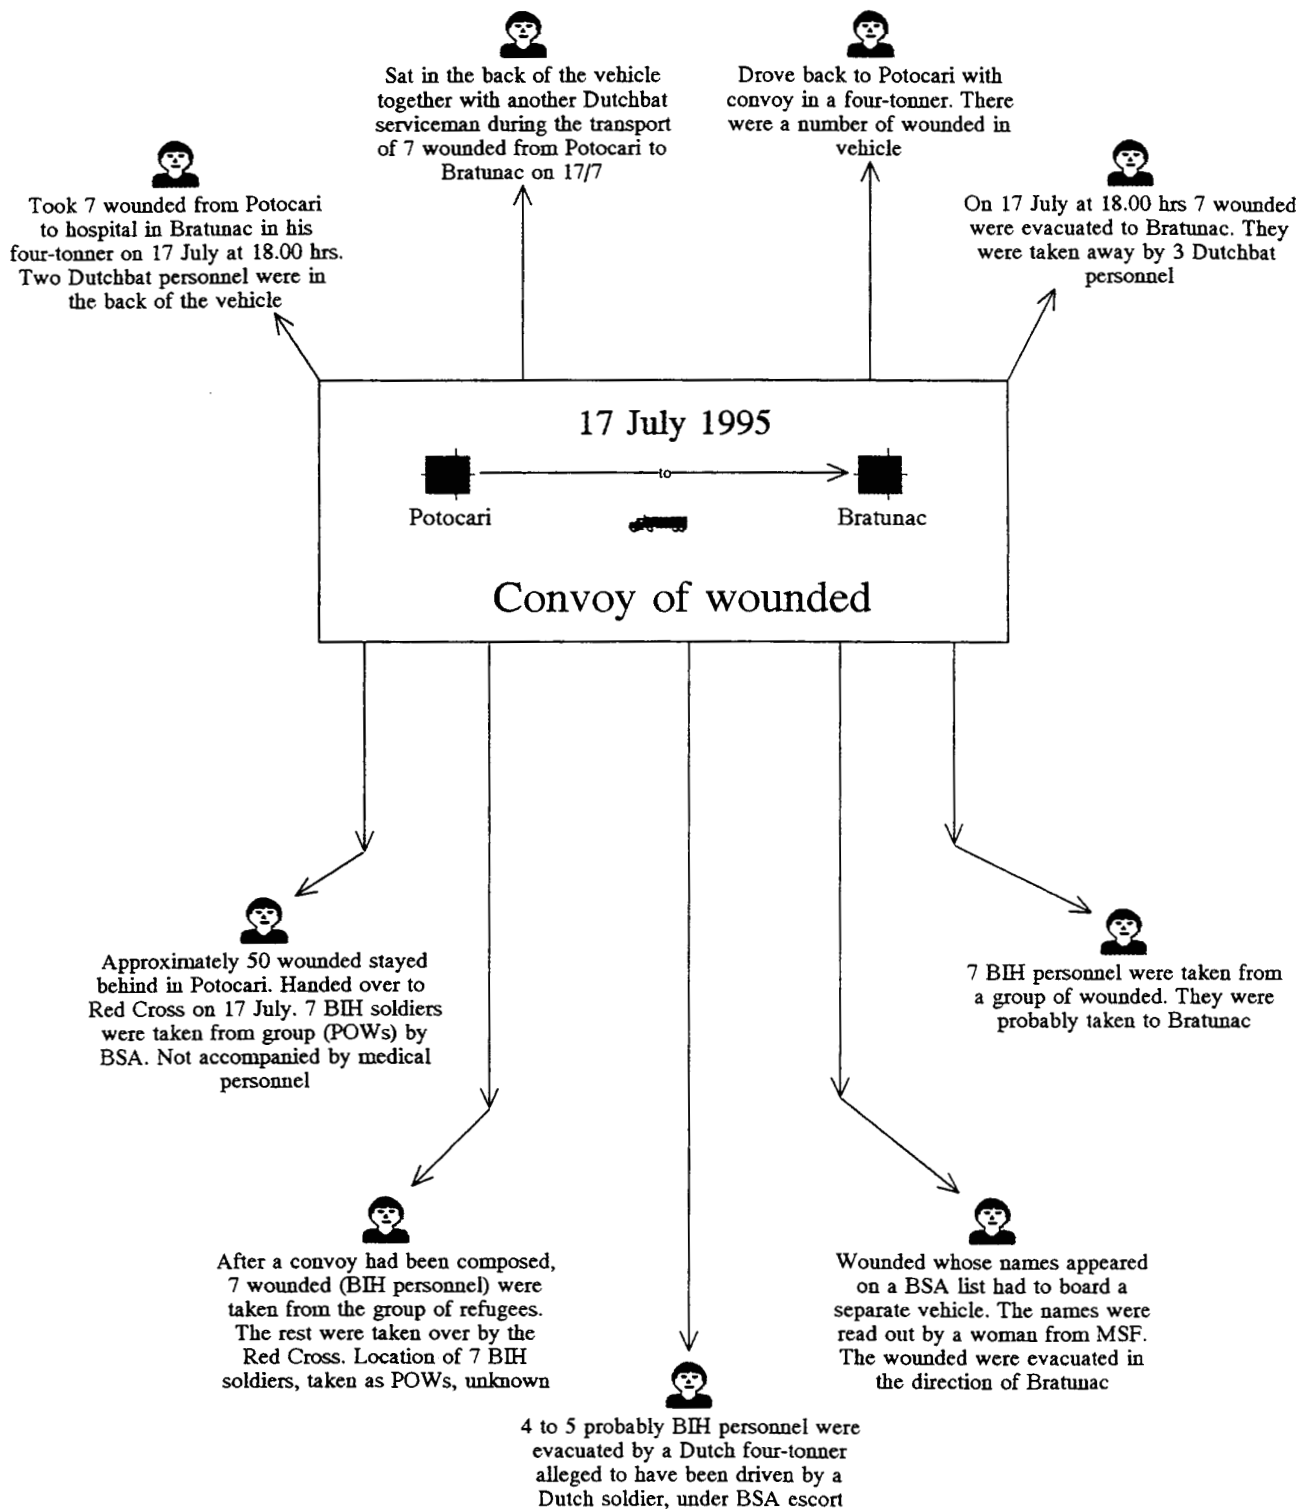 Sat in the back of the vehicle
together with another Dutchbat
serviceman during the transport
of 7 wounded from Potocari to
Bratunac on 17/7
Drove back to Potocari with
convoy in a four-tonner. There
were a number of wounded in
vehicle
Took 7 wounded from Potocari
to hospital in Bratunac in his
four-tonner on 17 July at 18.00 hrs.
Two Dutchbat personnel were in
the back of the vehicle
On 17 July at 18.00 hrs 7 wounded
were evacuated to Bratunac. They
were taken away by 3 Dutchbat
personnel
17 July 1995
to
Potocari
Bratunac
Convoy of wounded
Approximately 50 wounded stayed
behind in Potocari. Handed over to
Red Cross on 17 July. 7 BIH soldiers
were taken from group (POWs) by
BSA. Not accompanied by medical
personnel
7 BIH personnel were taken from
a group of wounded. They were
probably taken to Bratunac
After a convoy had been composed,
7 wounded (BIH personnel) were
taken from the group of refugees.
The rest were taken over by the
Red Cross. Location of 7 BIH
soldiers, taken as POWs, unknown
Wounded whose names appeared
on a BSA list had to board a
separate vehicle. The names were
read out by a woman from MSF.
The wounded were evacuated in
the direction of Bratunac
4 to 5 probably BIH personnel were
evacuated by a Dutch four-tonner
alleged to have been driven by a
Dutch soldier, under BSA escort